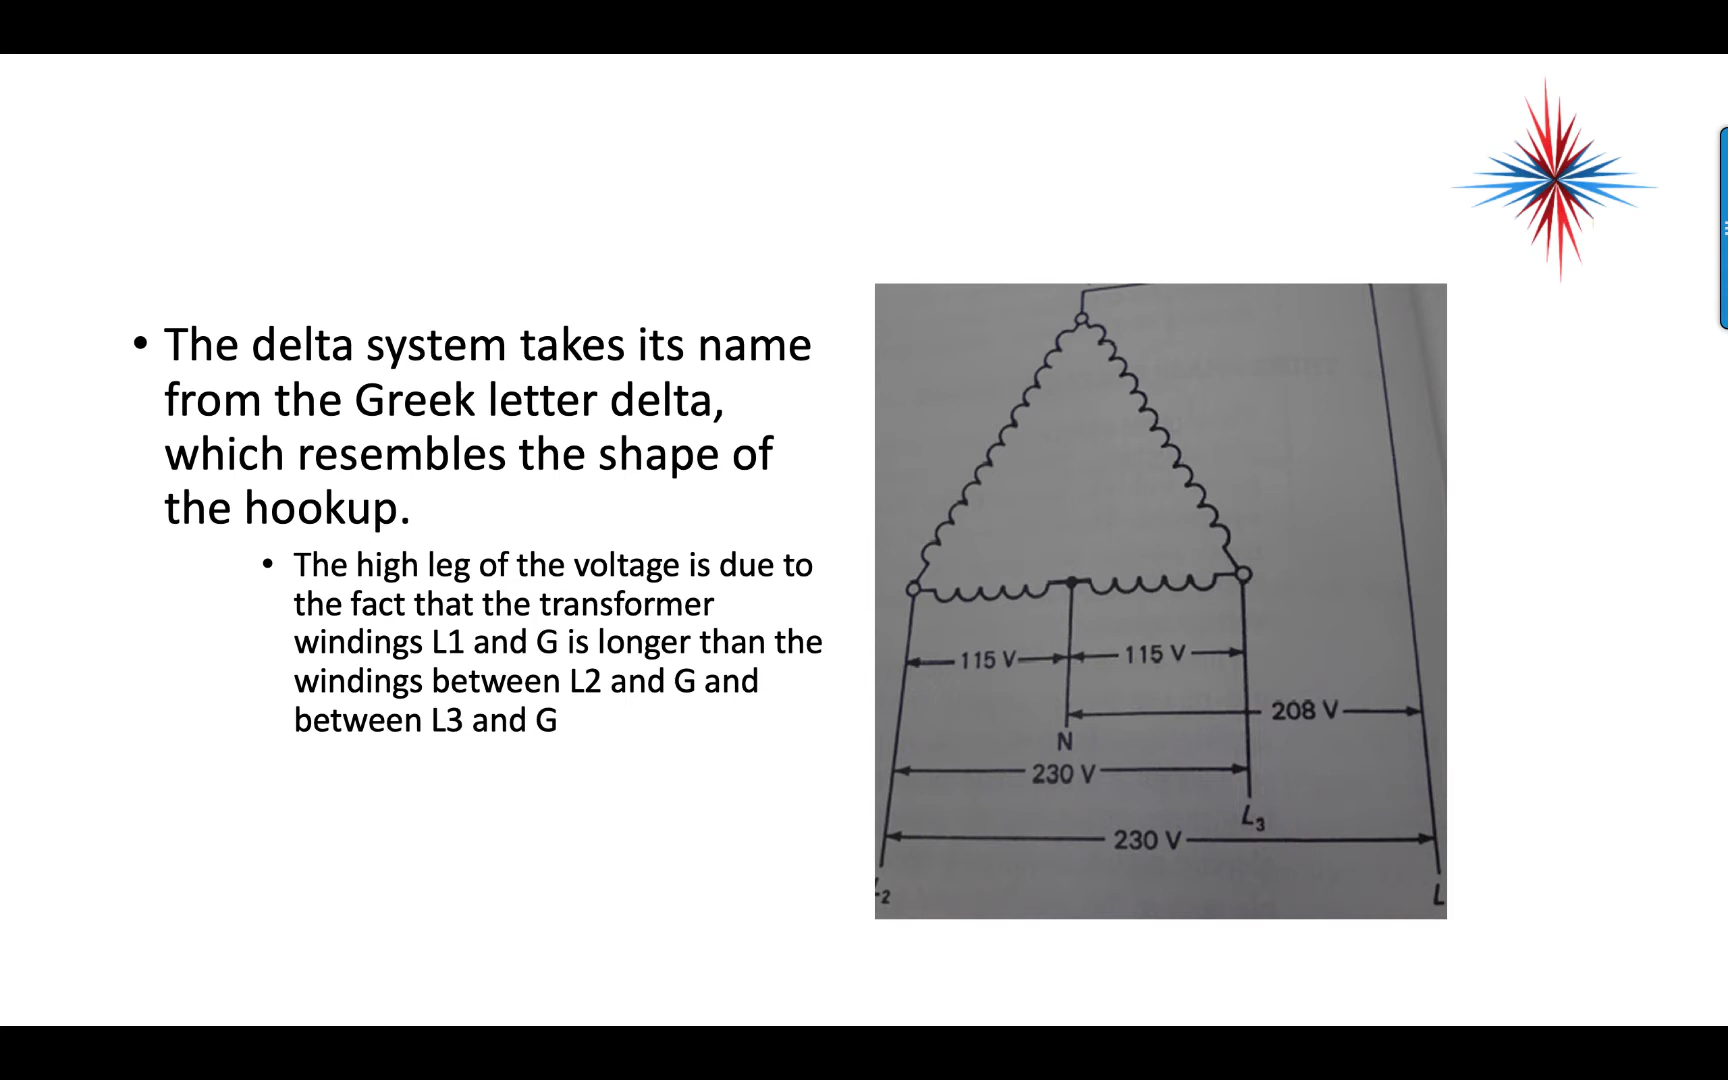 • The delta system takes its name
from the Greek letter delta,
which resembles the shape of
the hookup.
• The high leg of the voltage is due to
the fact that the transformer
windings L1 and G is longer than the
windings between L2 and G and
between L3 and G
115 V
115 V
208 V
N
230 V
L3
230 V
L2
L